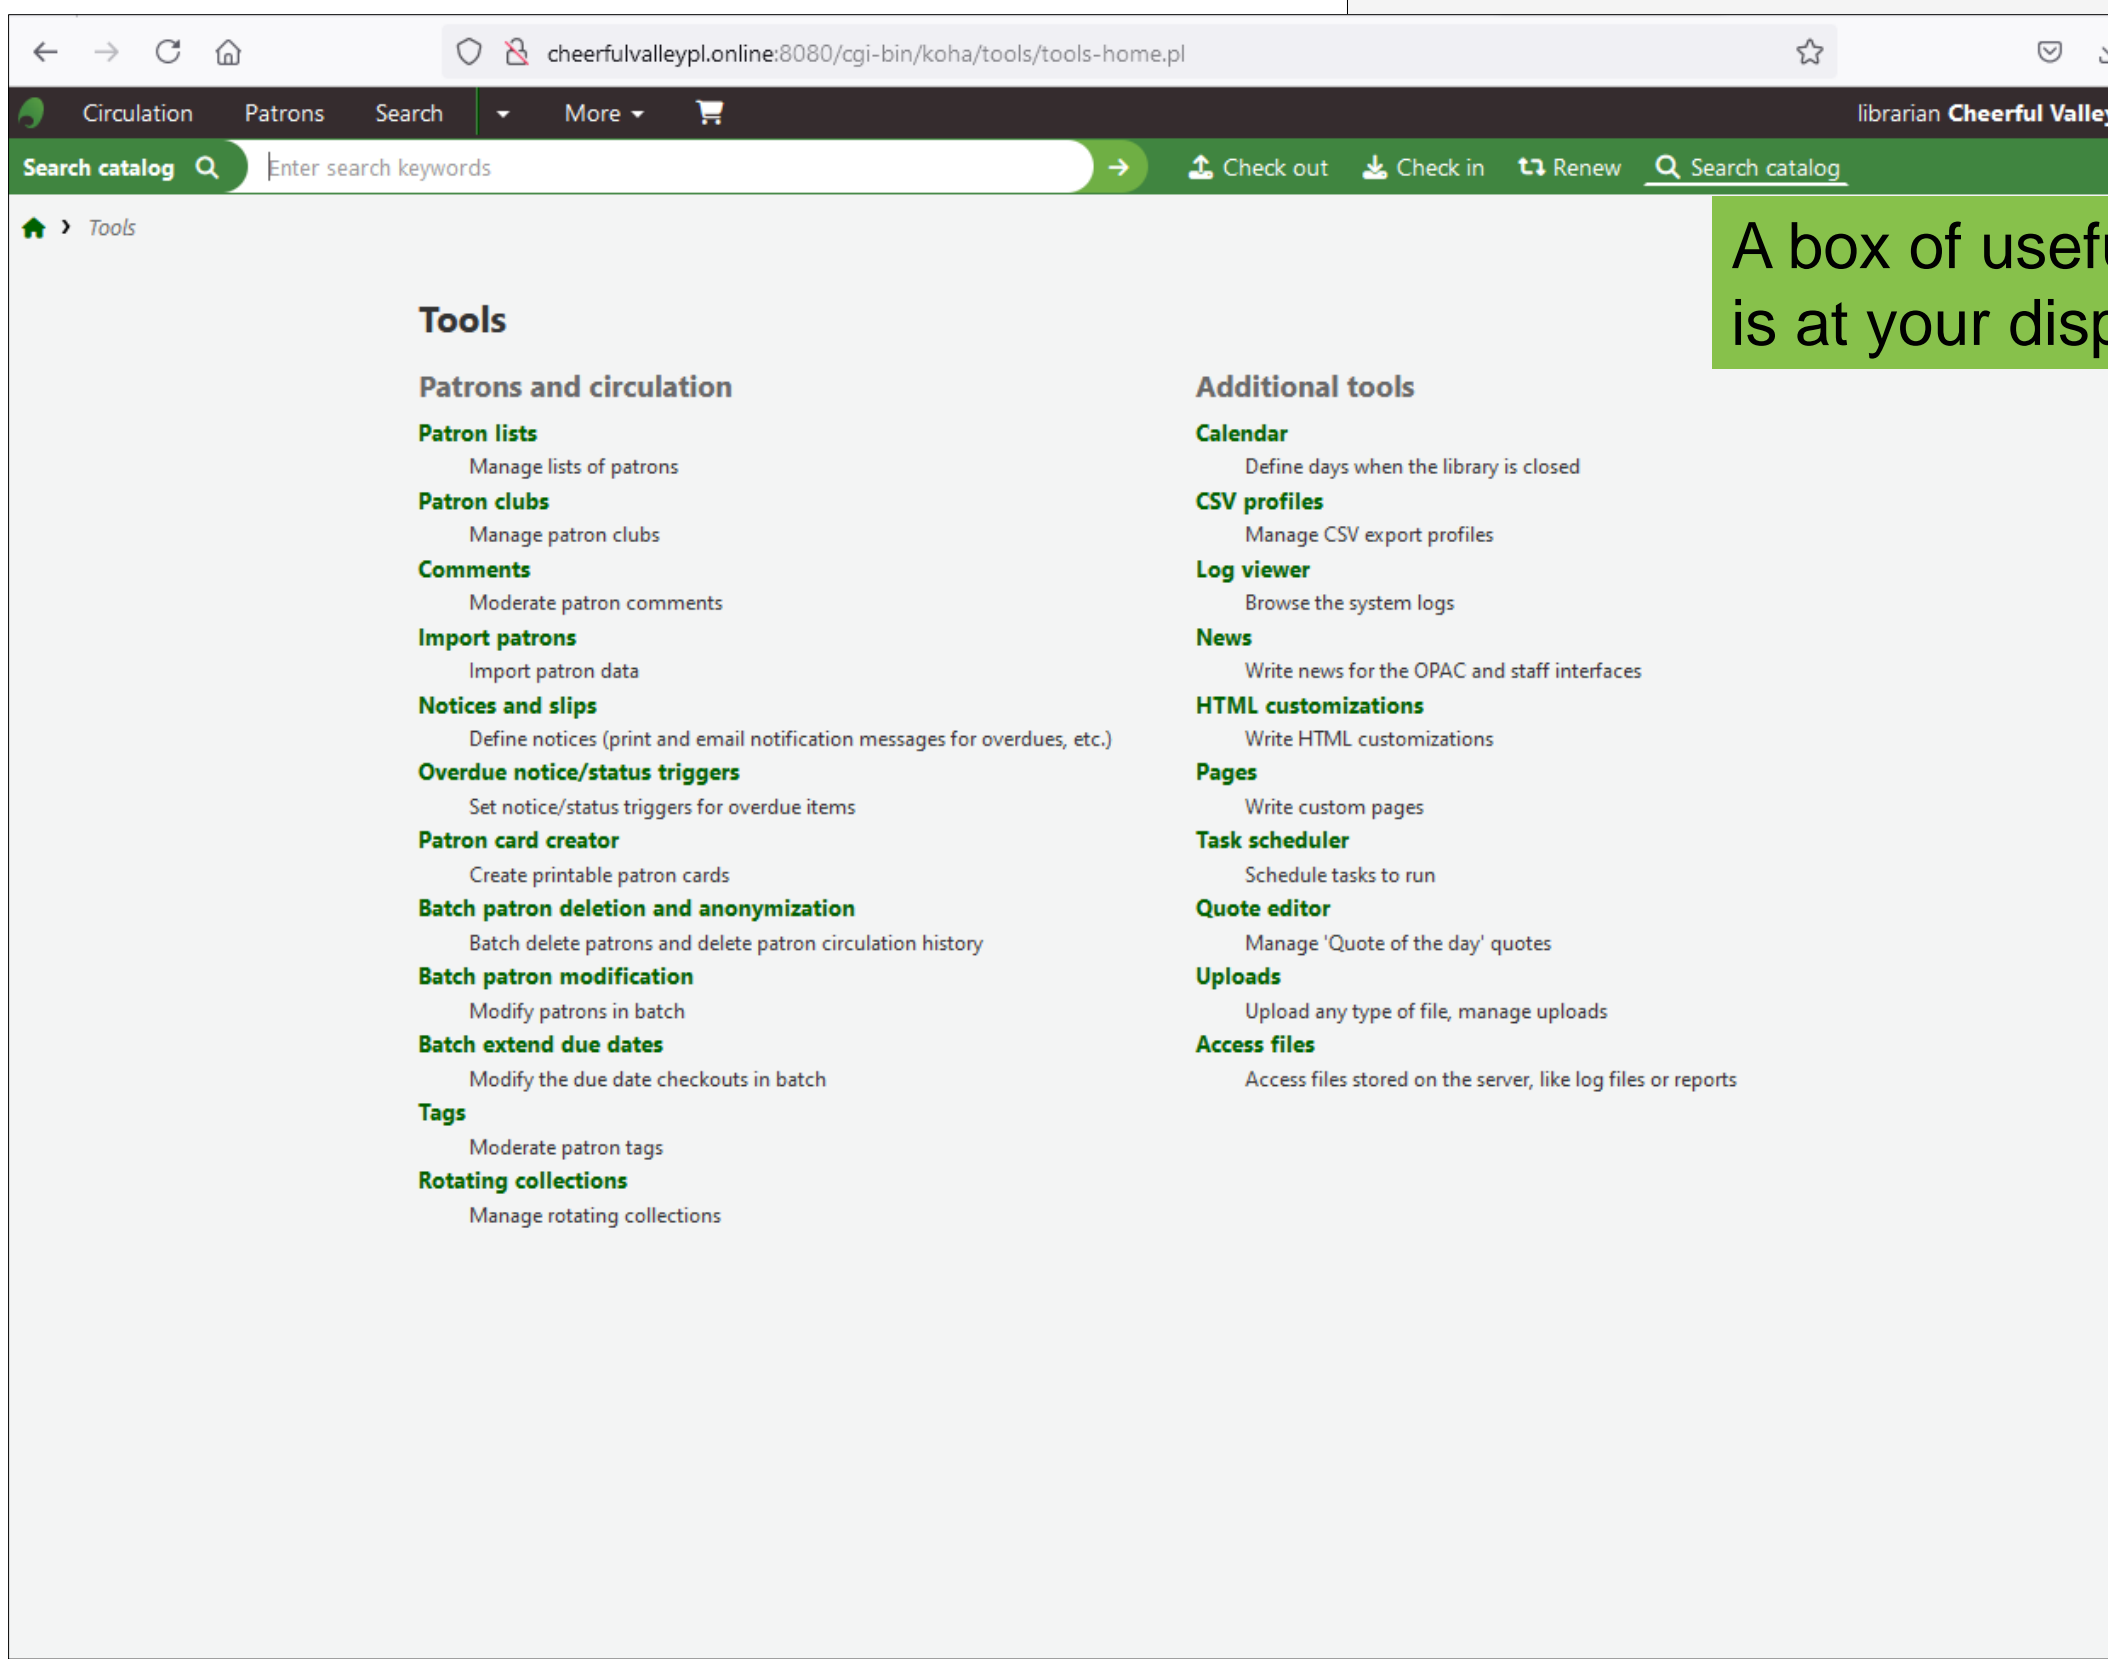 cheerfulvalleypl.online:8080/cgi-bin/koha/tools/tools-home.pl
Circulation Patrons Search More librarian Cheerful Valley
Search catalog Enter search keywords Check out Check in Renew Search catalog
Tools
A box of
is at your
Tools
Patrons and circulation
Patron lists
Manage lists of patrons
Patron clubs
Manage patron clubs
Comments
Moderate patron comments
Import patrons
Import patron data
Notices and slips
Define notices (print and email notification messages for overdues, etc.)
Overdue notice/status triggers
Set notice/status triggers for overdue items
Patron card creator
Create printable patron cards
Batch patron deletion and anonymization
Batch delete patrons and delete patron circulation history
Batch patron modification
Modify patrons in batch
Batch extend due dates
Modify the due date checkouts in batch
Tags
Moderate patron tags
Rotating collections
Manage rotating collections
Additional tools
Calendar
Define days when the library is closed
CSV profiles
Manage CSV export profiles
Log viewer
Browse the system logs
News
Write news for the OPAC and staff interfaces
HTML customizations
Write HTML customizations
Pages
Write custom pages
Task scheduler
Schedule tasks to run
Quote editor
Manage 'Quote of the day' quotes
Uploads
Upload any type of file, manage uploads
Access files
Access files stored on the server, like log files or reports